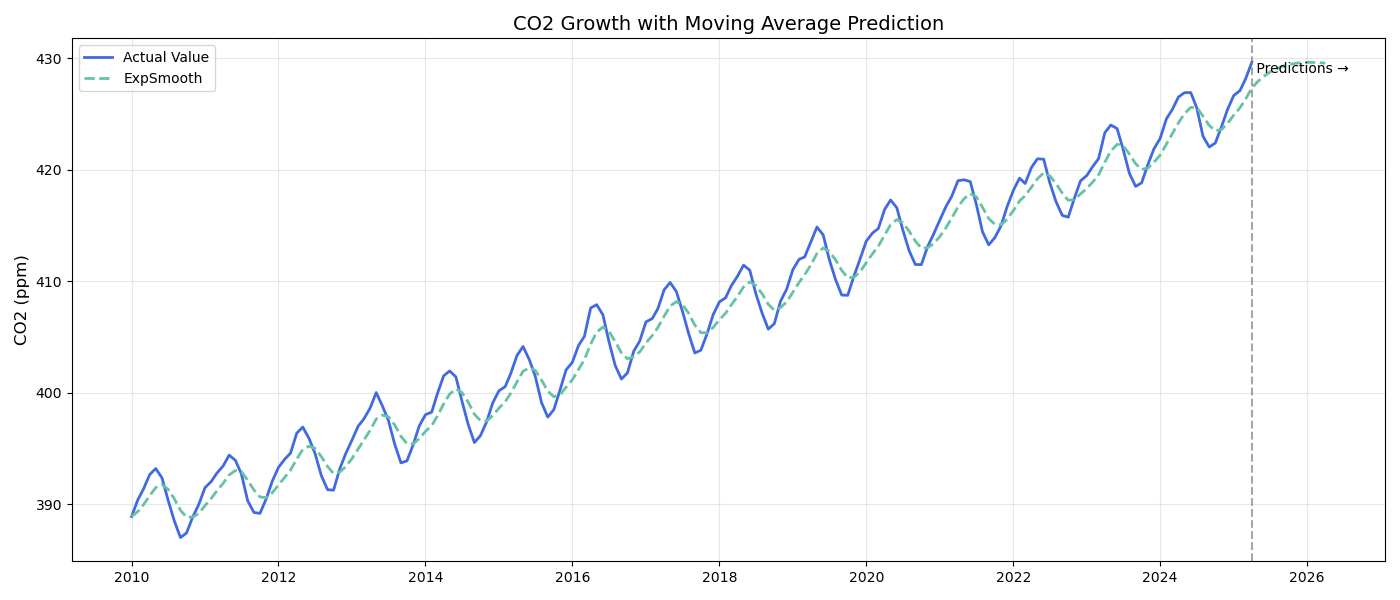 CO2 Growth with Moving Average Prediction
Actual Value
ExpSmooth
Predictions →
CO2 (ppm)
430
420
410
400
390
2010
2012
2014
2016
2018
2020
2022
2024
2026